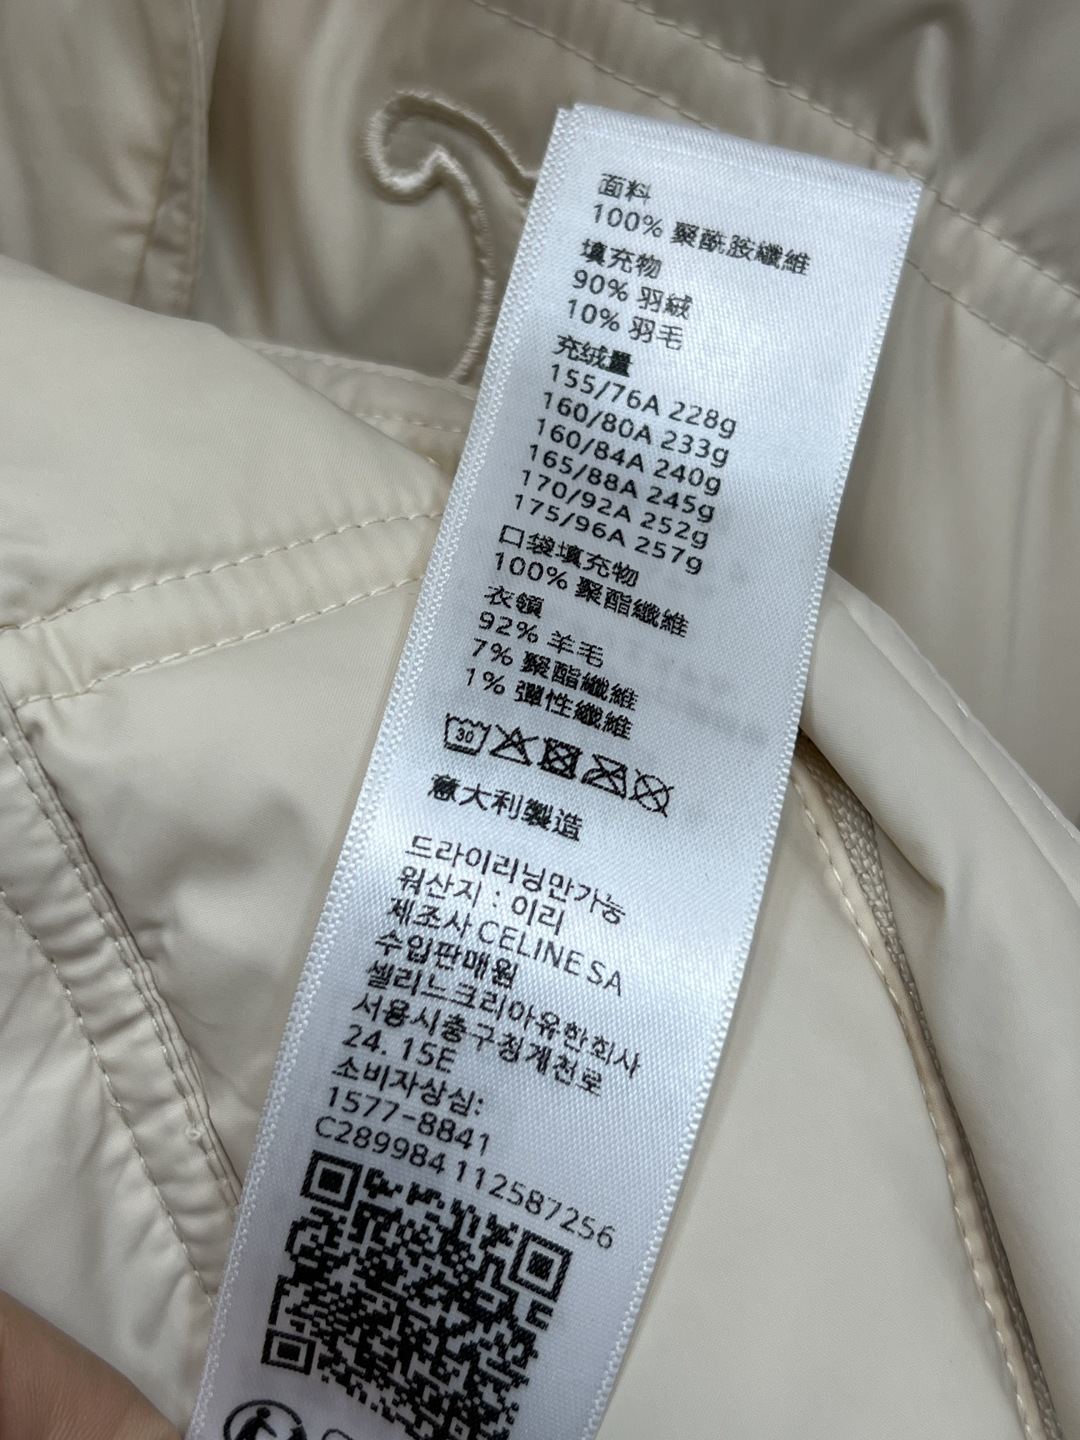 面料
100% 聚酰胺纖維
填充物
90% 羽絨
10% 羽毛
充绒量
155/76A 228g
160/80A 233g
160/84A 240g
165/88A 245g
170/92A 252g
175/96A 257g
口袋填充物
100% 聚酯纖維
衣領
92% 羊毛
7% 聚酯纖維
1% 彈性纖維
30
意大利製造
드라이리닝만가능
워산지 : 이리
제조사 CELINE SA
수입판매원
셀리느크리아유한회사
서용시충구청계천로
24. 15E
소비자상심:
1577-8841
C289984 112587256